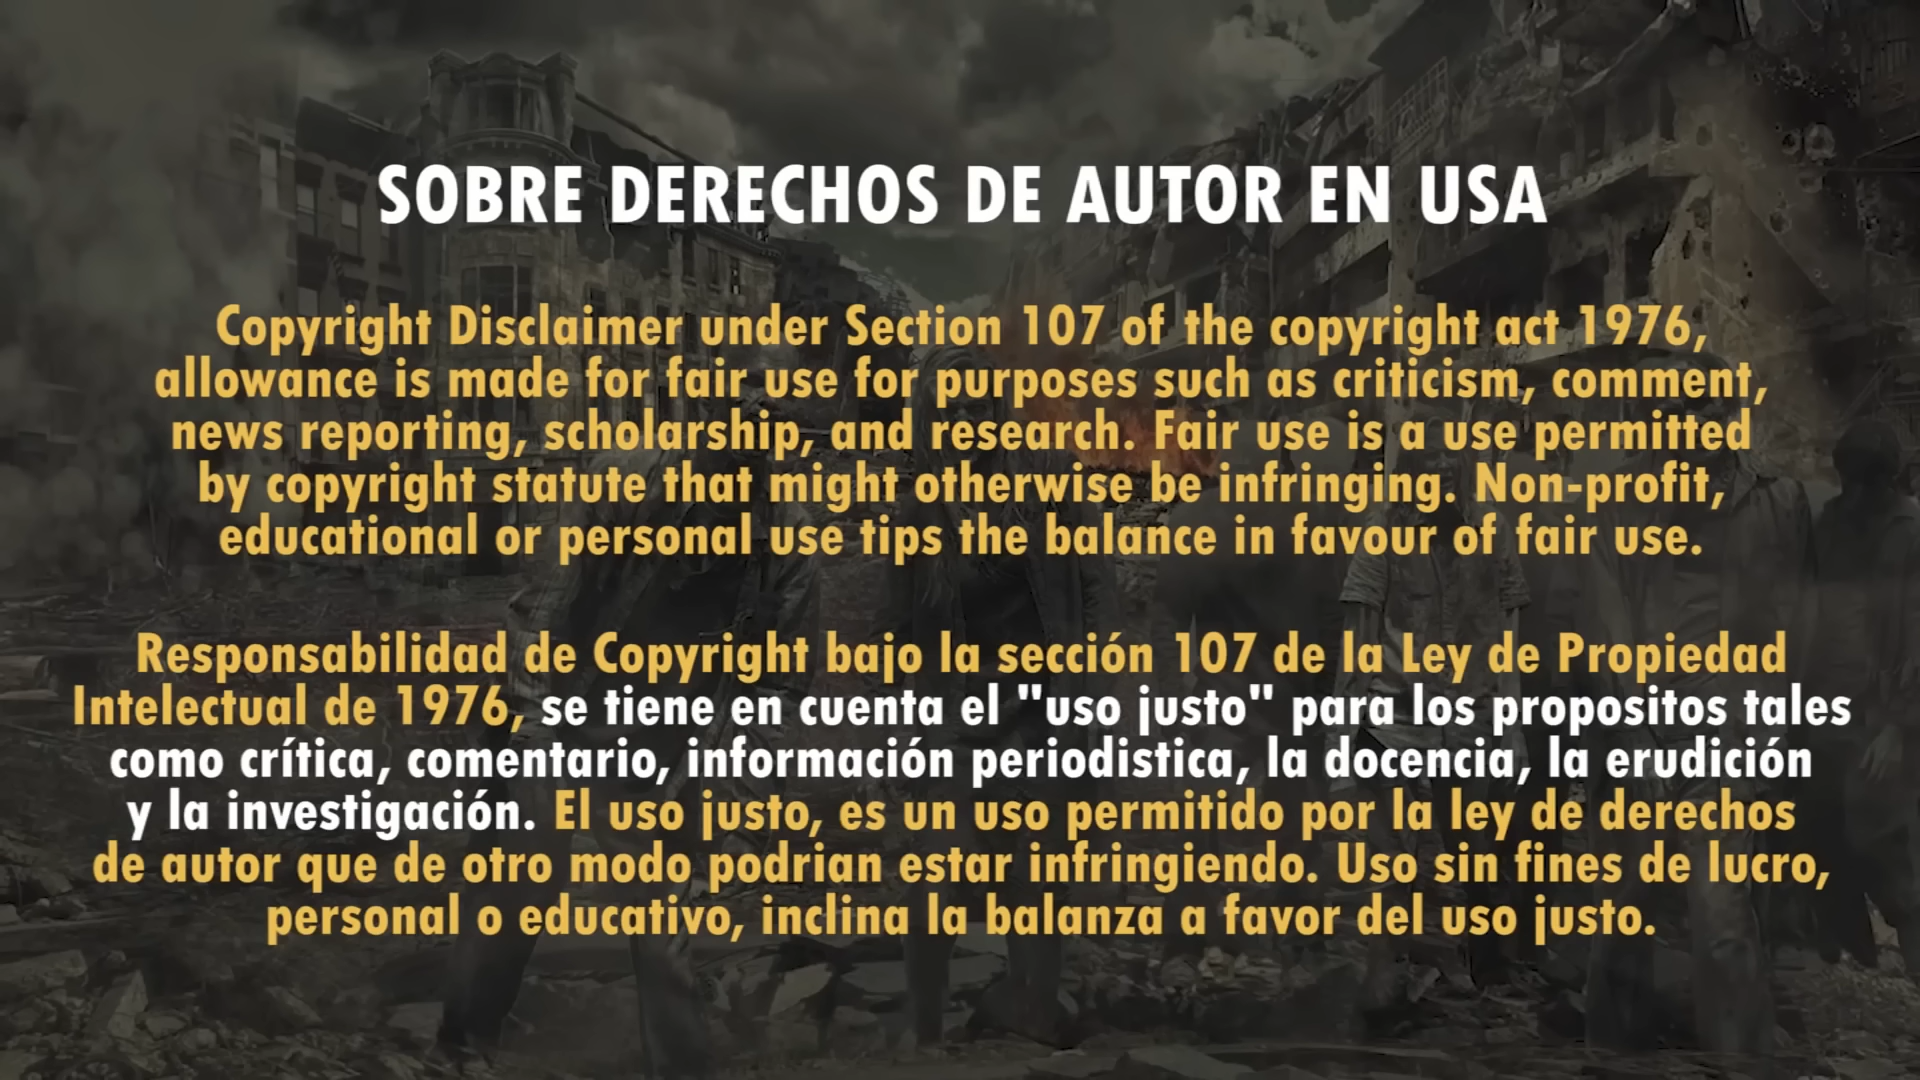 SOBRE DERECHOS DE AUTOR EN USA
Copyright Disclaimer under Section 107 of the copyright act 1976,
allowance is made for fair use for purposes such as criticism, comment,
news reporting, scholarship, and research. Fair use is a use permitted
by copyright statute that might otherwise be infringing. Non-profit,
educational or personal use tips the balance in favour of fair use.
Responsabilidad de Copyright bajo la sección 107 de la Ley de Propiedad
Intelectual de 1976, se tiene en cuenta el "uso justo" para los propositos tales
como crítica, comentario, información periodistica, la docencia, la erudición
y la investigación. El uso justo, es un uso permitido por la ley de derechos
de autor que de otro modo podrian estar infringiendo. Uso sin fines de lucro,
personal o educativo, inclina la balanza a favor del uso justo.